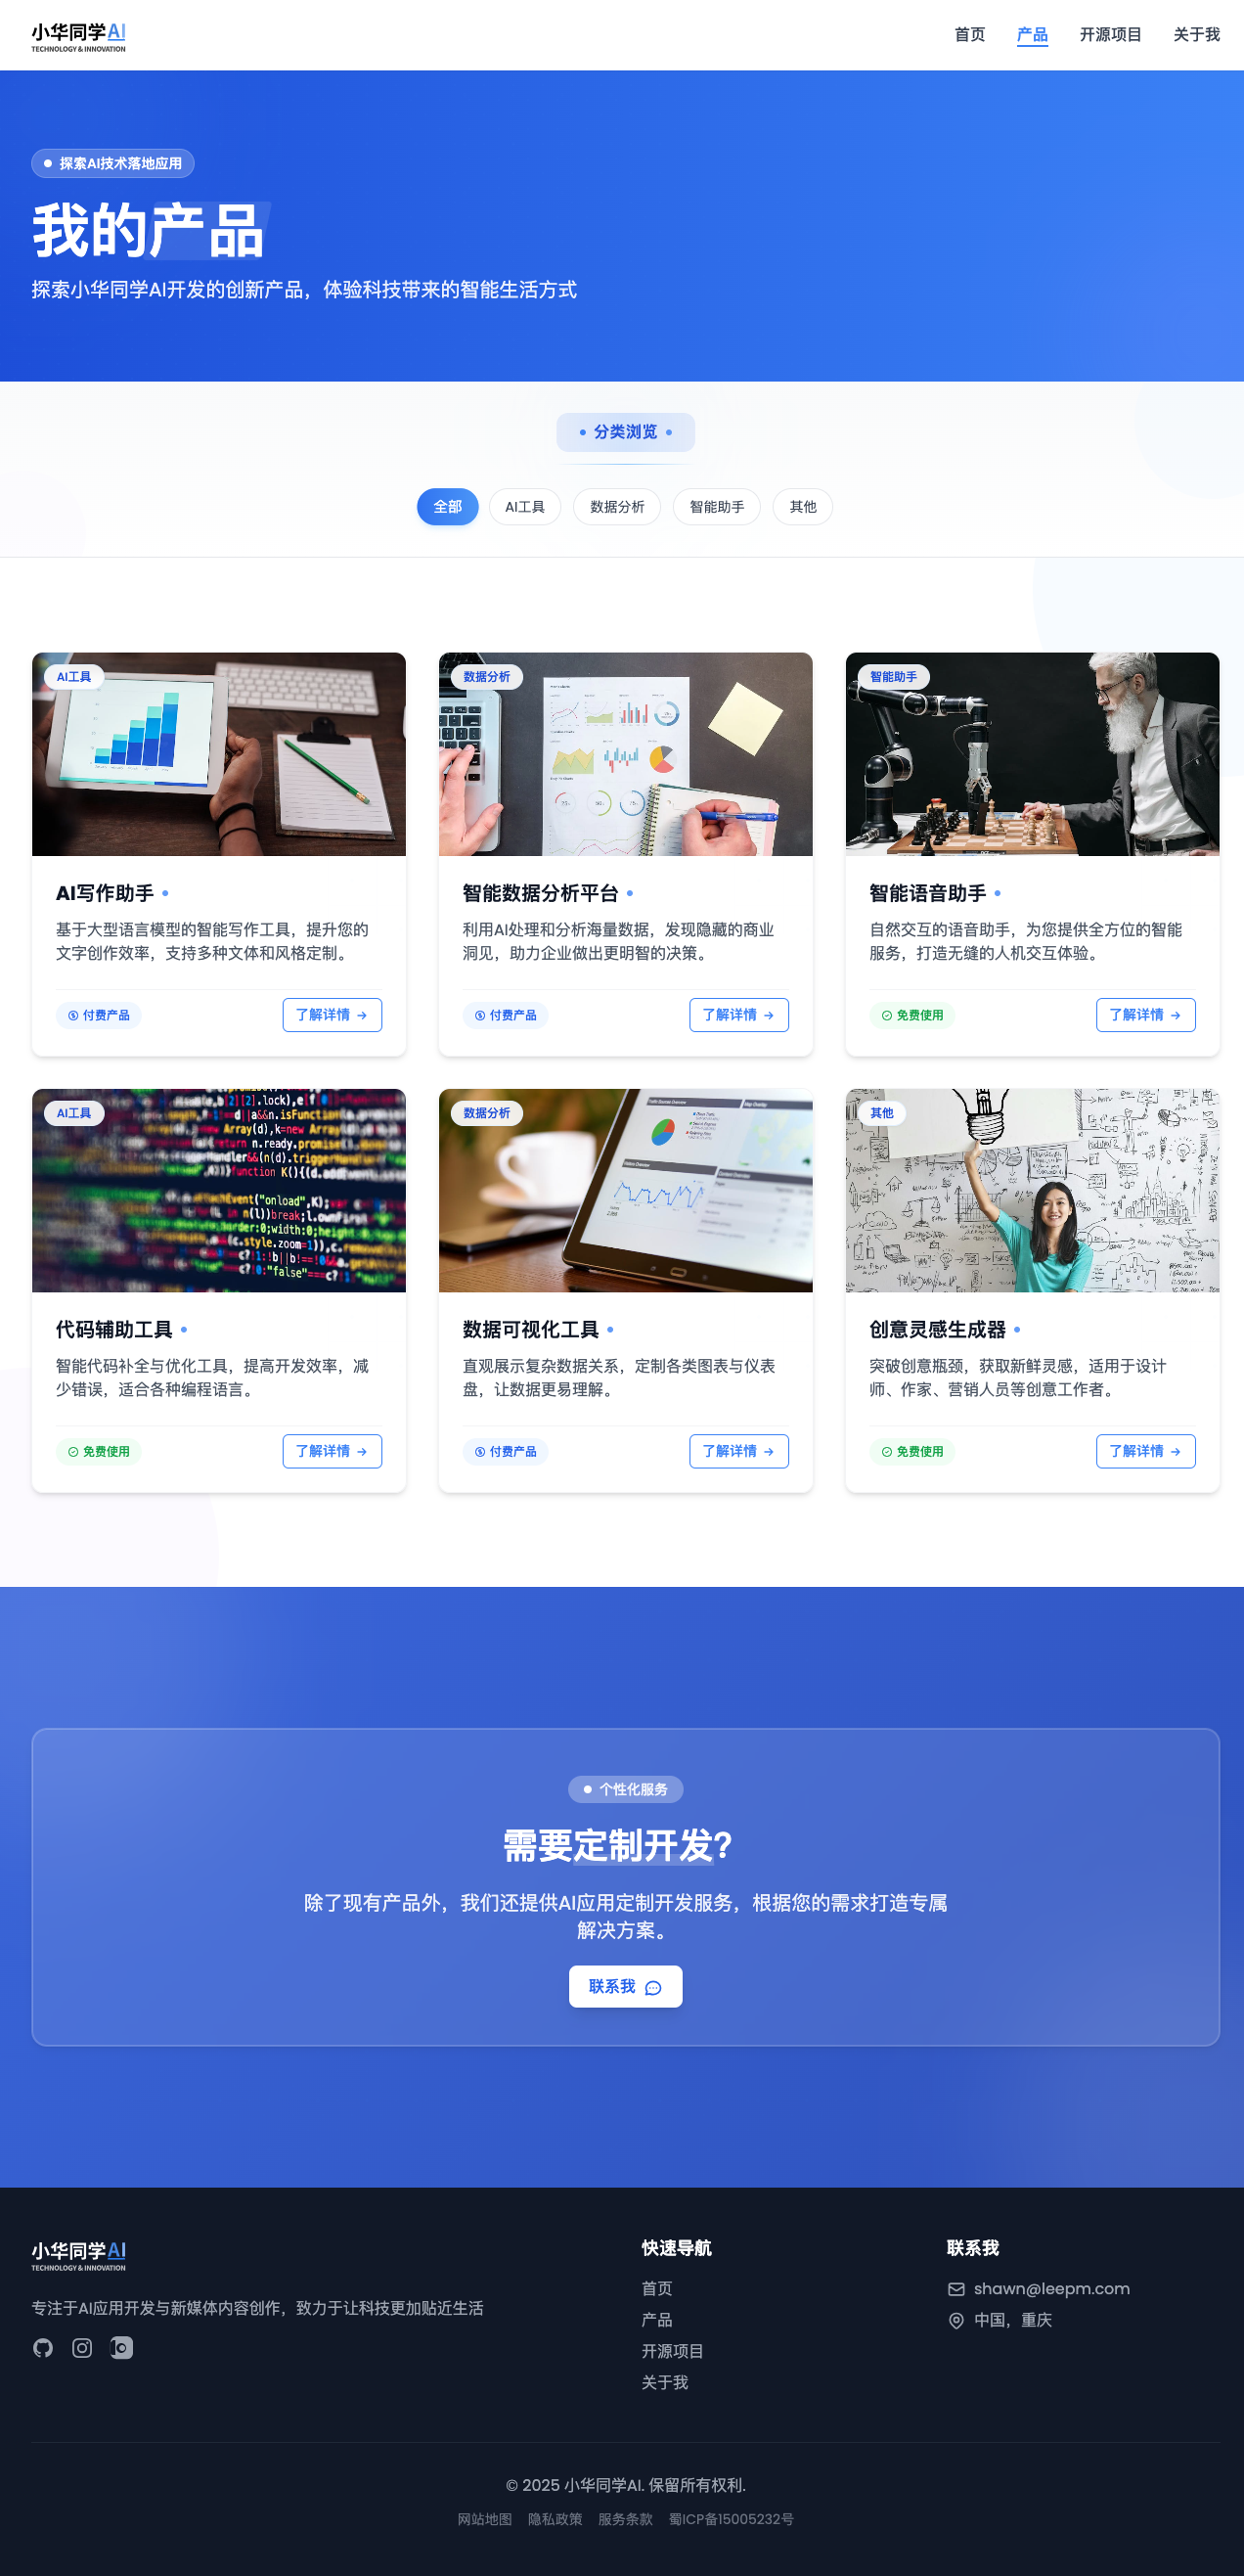 小华同学AI
TECHNOLOGY & INNOVATION
首页 产品 开源项目 关于我
探索AI技术落地应用
我的产品
探索小华同学AI开发的创新产品，体验科技带来的智能生活方式
分类浏览
全部 AI工具 数据分析 智能助手 其他
AI工具
AI写作助手
基于大型语言模型的智能写作工具，提升您的
文字创作效率，支持多种文体和风格定制。
付费产品 了解详情
数据分析
智能数据分析平台
利用AI处理和分析海量数据，发现隐藏的商业
洞见，助力企业做出更明智的决策。
付费产品 了解详情
智能助手
智能语音助手
自然交互的语音助手，为您提供全方位的智能
服务，打造无缝的人机交互体验。
免费使用 了解详情
AI工具
代码辅助工具
智能代码补全与优化工具，提高开发效率，减
少错误，适合各种编程语言。
免费使用 了解详情
数据分析
数据可视化工具
直观展示复杂数据关系，定制各类图表与仪表
盘，让数据更易理解。
付费产品 了解详情
其他
创意灵感生成器
突破创意瓶颈，获取新鲜灵感，适用于设计
师、作家、营销人员等创意工作者。
免费使用 了解详情
个性化服务
需要定制开发?
除了现有产品外，我们还提供AI应用定制开发服务，根据您的需求打造专属
解决方案。
联系我
小华同学AI
TECHNOLOGY & INNOVATION
专注于AI应用开发与新媒体内容创作，致力于让科技更加贴近生活
快速导航
首页
产品
开源项目
关于我
联系我
shawn@leepm.com
中国，重庆
© 2025 小华同学AI. 保留所有权利.
网站地图 隐私政策 服务条款 蜀ICP备15005232号